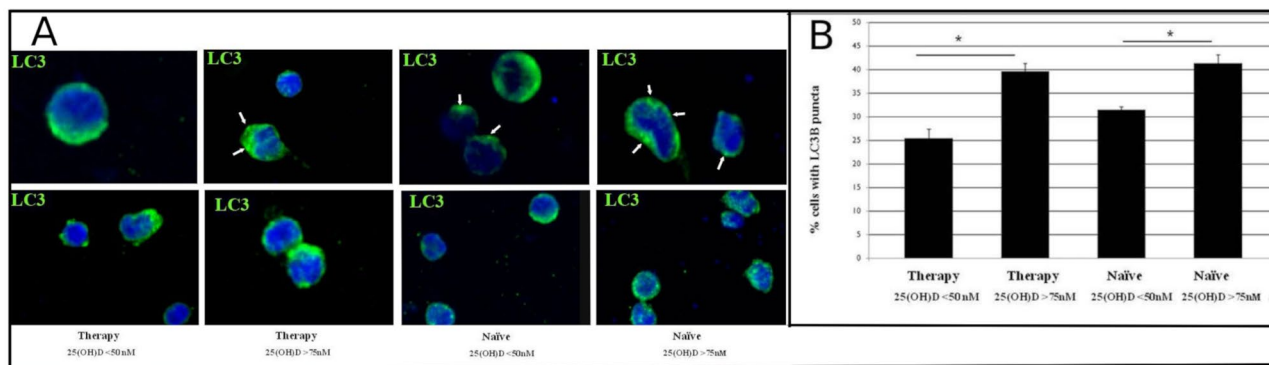 A
LC3
LC3
LC3
LC3
LC3
LC3
LC3
LC3
Therapy
25(OH)D <50nM
Therapy
25(OH)D >75nM
Naïve
25(OH)D <50nM
Naïve
25(OH)D >75nM
B
% cells with LC3B puncta
50
45
40
35
30
25
20
15
10
5
0
*
*
Therapy
25(OH)D <50nM
Therapy
25(OH)D >75nM
Naïve
25(OH)D <50nM
Naïve
25(OH)D >75nM